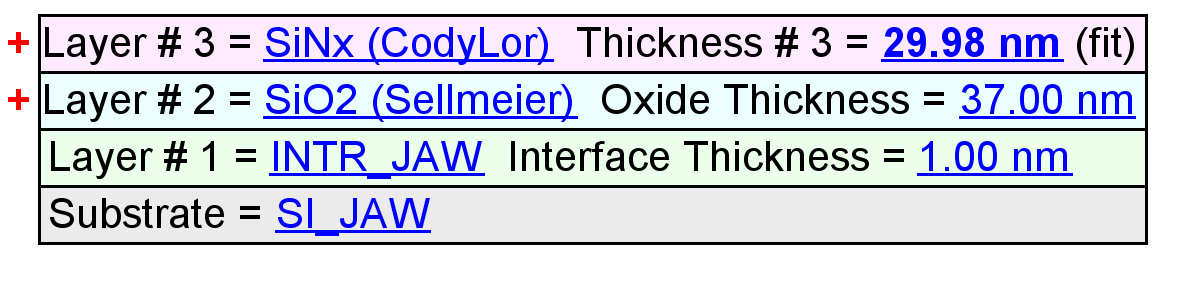 + Layer # 3 = SiNx (CodyLor) Thickness # 3 = 29.98 nm (fit)
+ Layer # 2 = SiO2 (Sellmeier) Oxide Thickness = 37.00 nm
Layer # 1 = INTR_JAW Interface Thickness = 1.00 nm
Substrate = SI_JAW